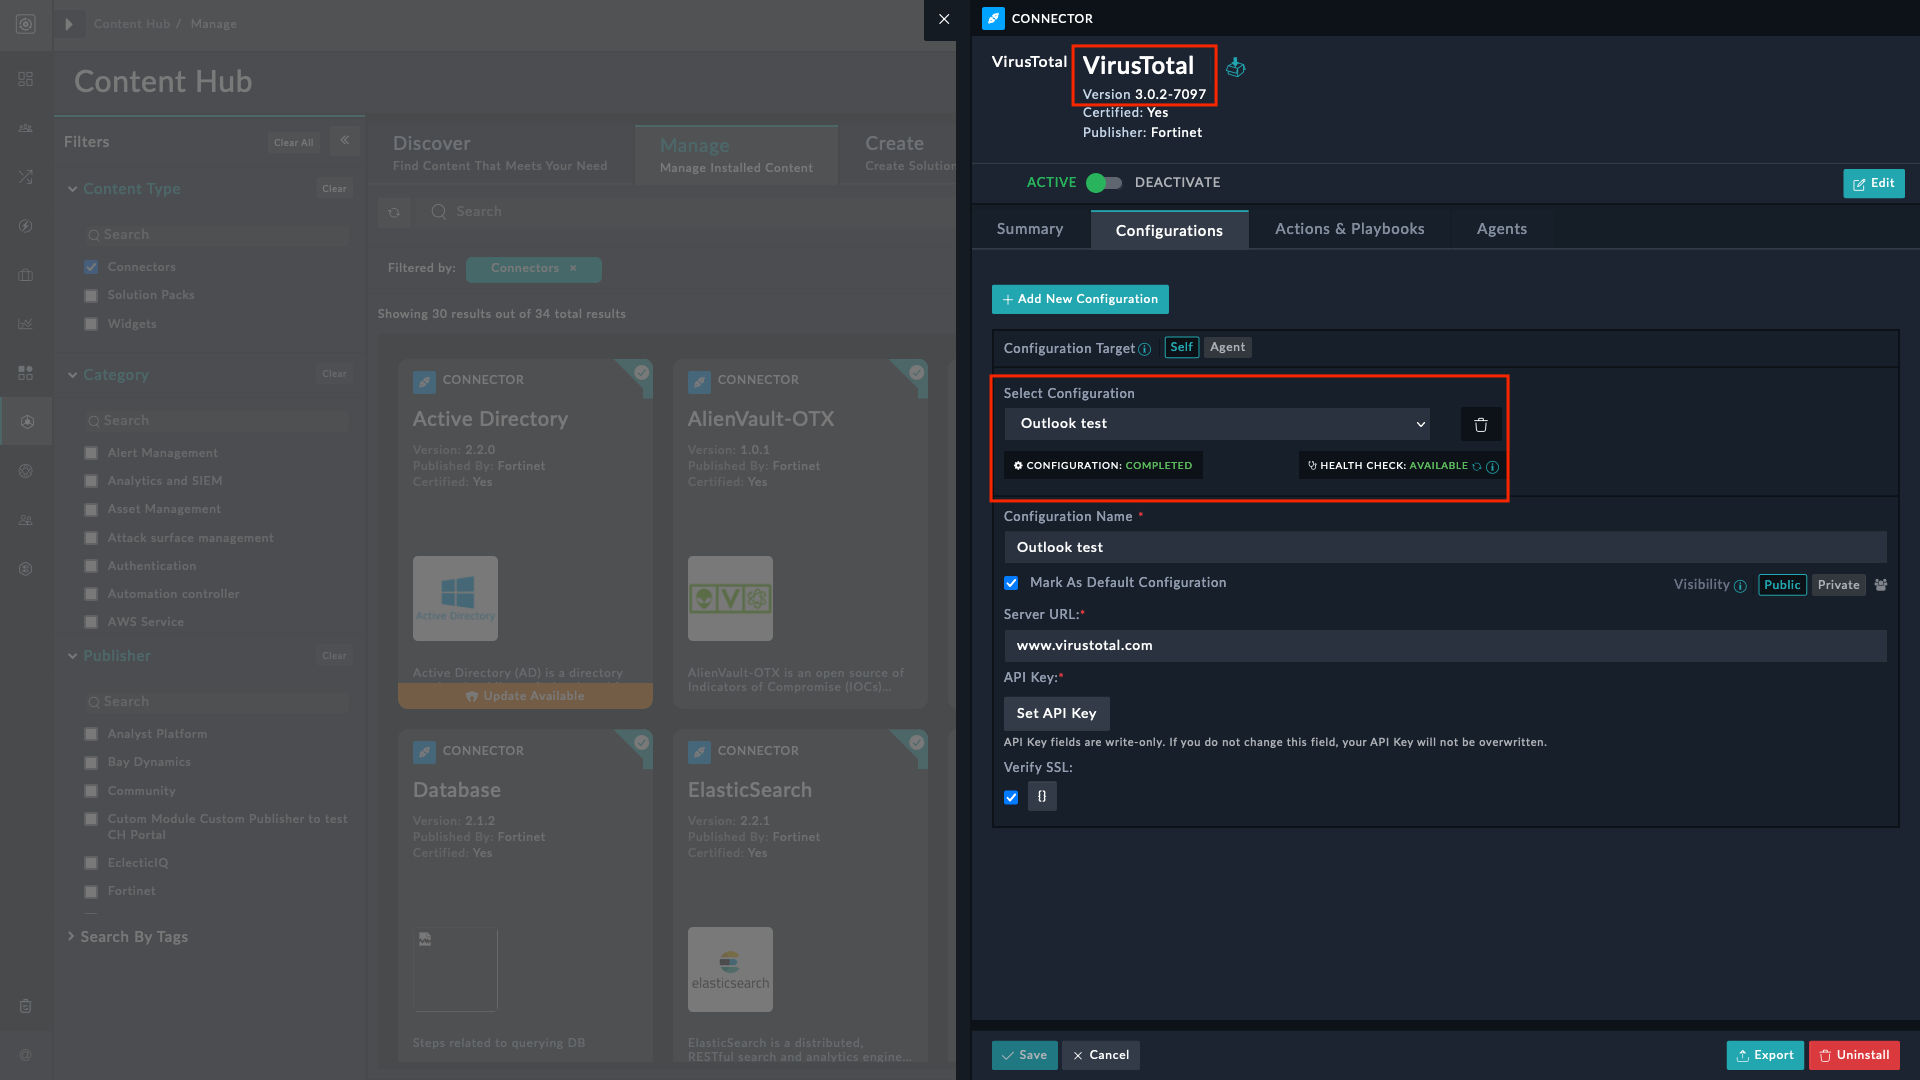 Content Hub / Manage
Content Hub
Filters
Clear All
Content Type
Clear
Search
Connectors
Solution Packs
Widgets
Category
Clear
Search
Alert Management
Analytics and SIEM
Asset Management
Attack surface management
Authentication
Automation controller
AWS Service
Publisher
Clear
Search
Analyst Platform
Bay Dynamics
Community
Cutom Module Custom Publisher to test
CH Portal
EclecticIQ
Fortinet
Search By Tags
Discover
Find Content That Meets Your Need
Manage
Manage Installed Content
Create
Create Solution
Search
Filtered by:
Connectors ×
Showing 30 results out of 34 total results
CONNECTOR
Active Directory
Version: 2.2.0
Published By: Fortinet
Certified: Yes
Active Directory
Active Directory (AD) is a directory
Update Available
CONNECTOR
AlienVault-OTX
Version: 1.0.1
Published By: Fortinet
Certified: Yes
AlienVault-OTX is an open source of
Indicators of Compromise (IOCs)...
CONNECTOR
Database
Version: 2.1.2
Published By: Fortinet
Certified: Yes
Steps related to querying DB
CONNECTOR
ElasticSearch
Version: 2.2.1
Published By: Fortinet
Certified: Yes
elasticsearch
ElasticSearch is a distributed,
RESTful search and analytics engine...
CONNECTOR
VirusTotal
VirusTotal
Version 3.0.2-7097
Certified: Yes
Publisher: Fortinet
ACTIVE
DEACTIVATE
Edit
Summary
Configurations
Actions & Playbooks
Agents
+ Add New Configuration
Configuration Target
Self
Agent
Select Configuration
Outlook test
CONFIGURATION: COMPLETED
HEALTH CHECK: AVAILABLE
Configuration Name *
Outlook test
Mark As Default Configuration
Visibility
Public
Private
Server URL:*
www.virustotal.com
API Key:*
Set API Key
API Key fields are write-only. If you do not change this field, your API Key will not be overwritten.
Verify SSL:
{}
Save
Cancel
Export
Uninstall